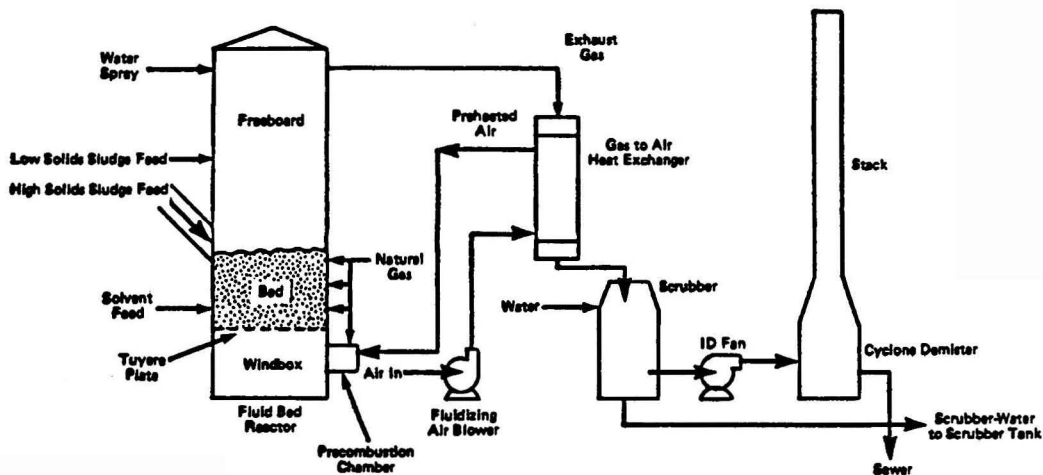 Water
Spray
Freeboard
Low Solids Sludge Feed
High Solids Sludge Feed
Bed
Solvent
Feed
Tuyere
Plate
Windbox
Fluid Bed
Reactor
Precombustion
Chamber
Natural
Gas
Air In
Fluidizing
Air Blower
Preheated
Air
Exhaust
Gas
Gas to Air
Heat Exchanger
Water
Scrubber
ID Fan
Stack
Cyclone Demister
Scrubber-Water
to Scrubber Tank
Sewer